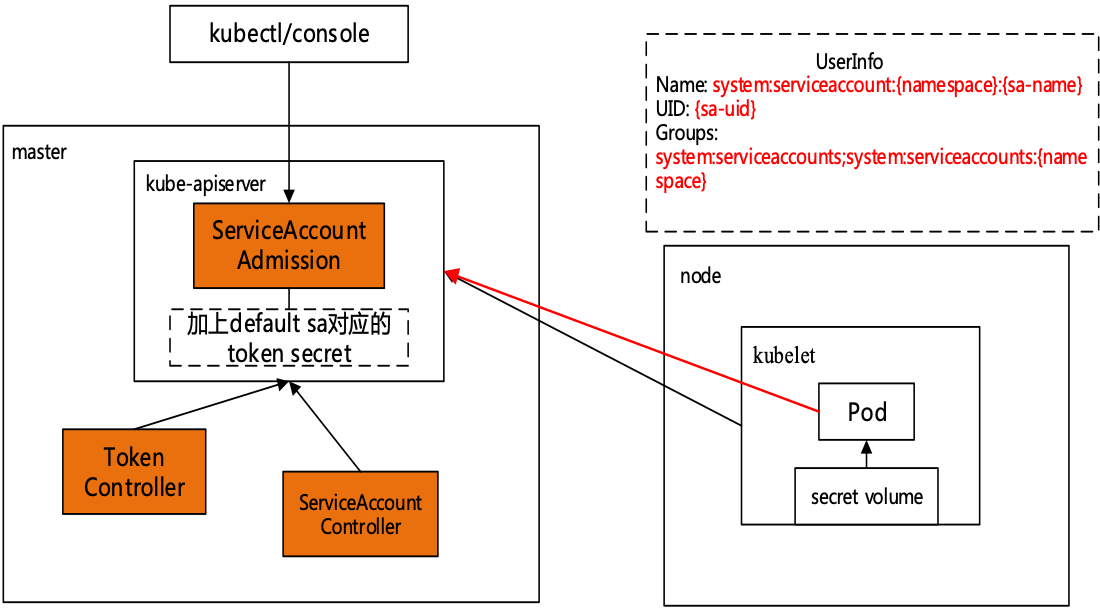 kubectl/console
master
kube-apiserver
ServiceAccount
Admission
加上default sa对应的
token secret
Token
Controller
ServiceAccount
Controller
UserInfo
Name: system:serviceaccount:{namespace}:{sa-name}
UID: {sa-uid}
Groups:
system:serviceaccounts;system:serviceaccounts:{name
space}
node
kubelet
Pod
secret volume